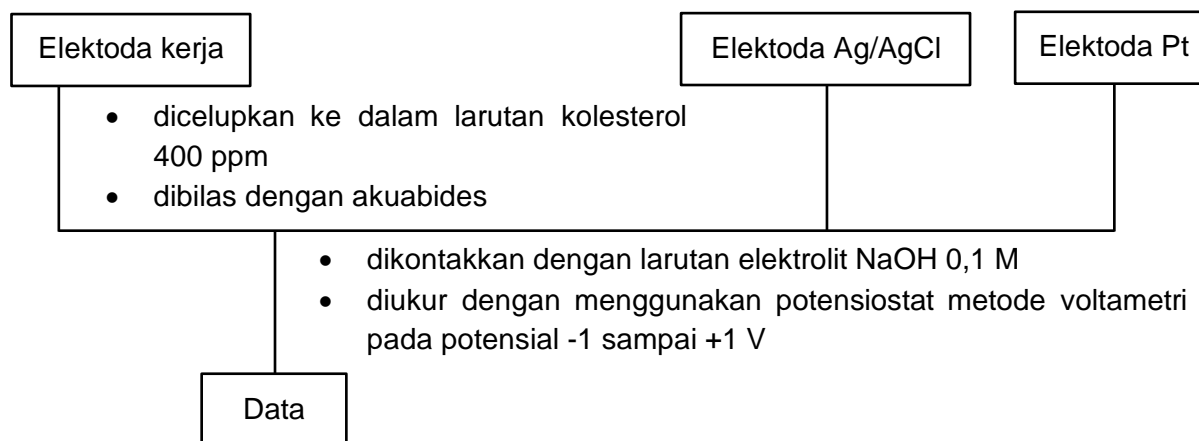 Elektoda kerja
Elektoda Ag/AgCl
Elektoda Pt
• dicelupkan ke dalam larutan kolesterol
400 ppm
• dibilas dengan akuabides
• dikontakkan dengan larutan elektrolit NaOH 0,1 M
• diukur dengan menggunakan potensiostat metode voltametri
pada potensial -1 sampai +1 V
Data